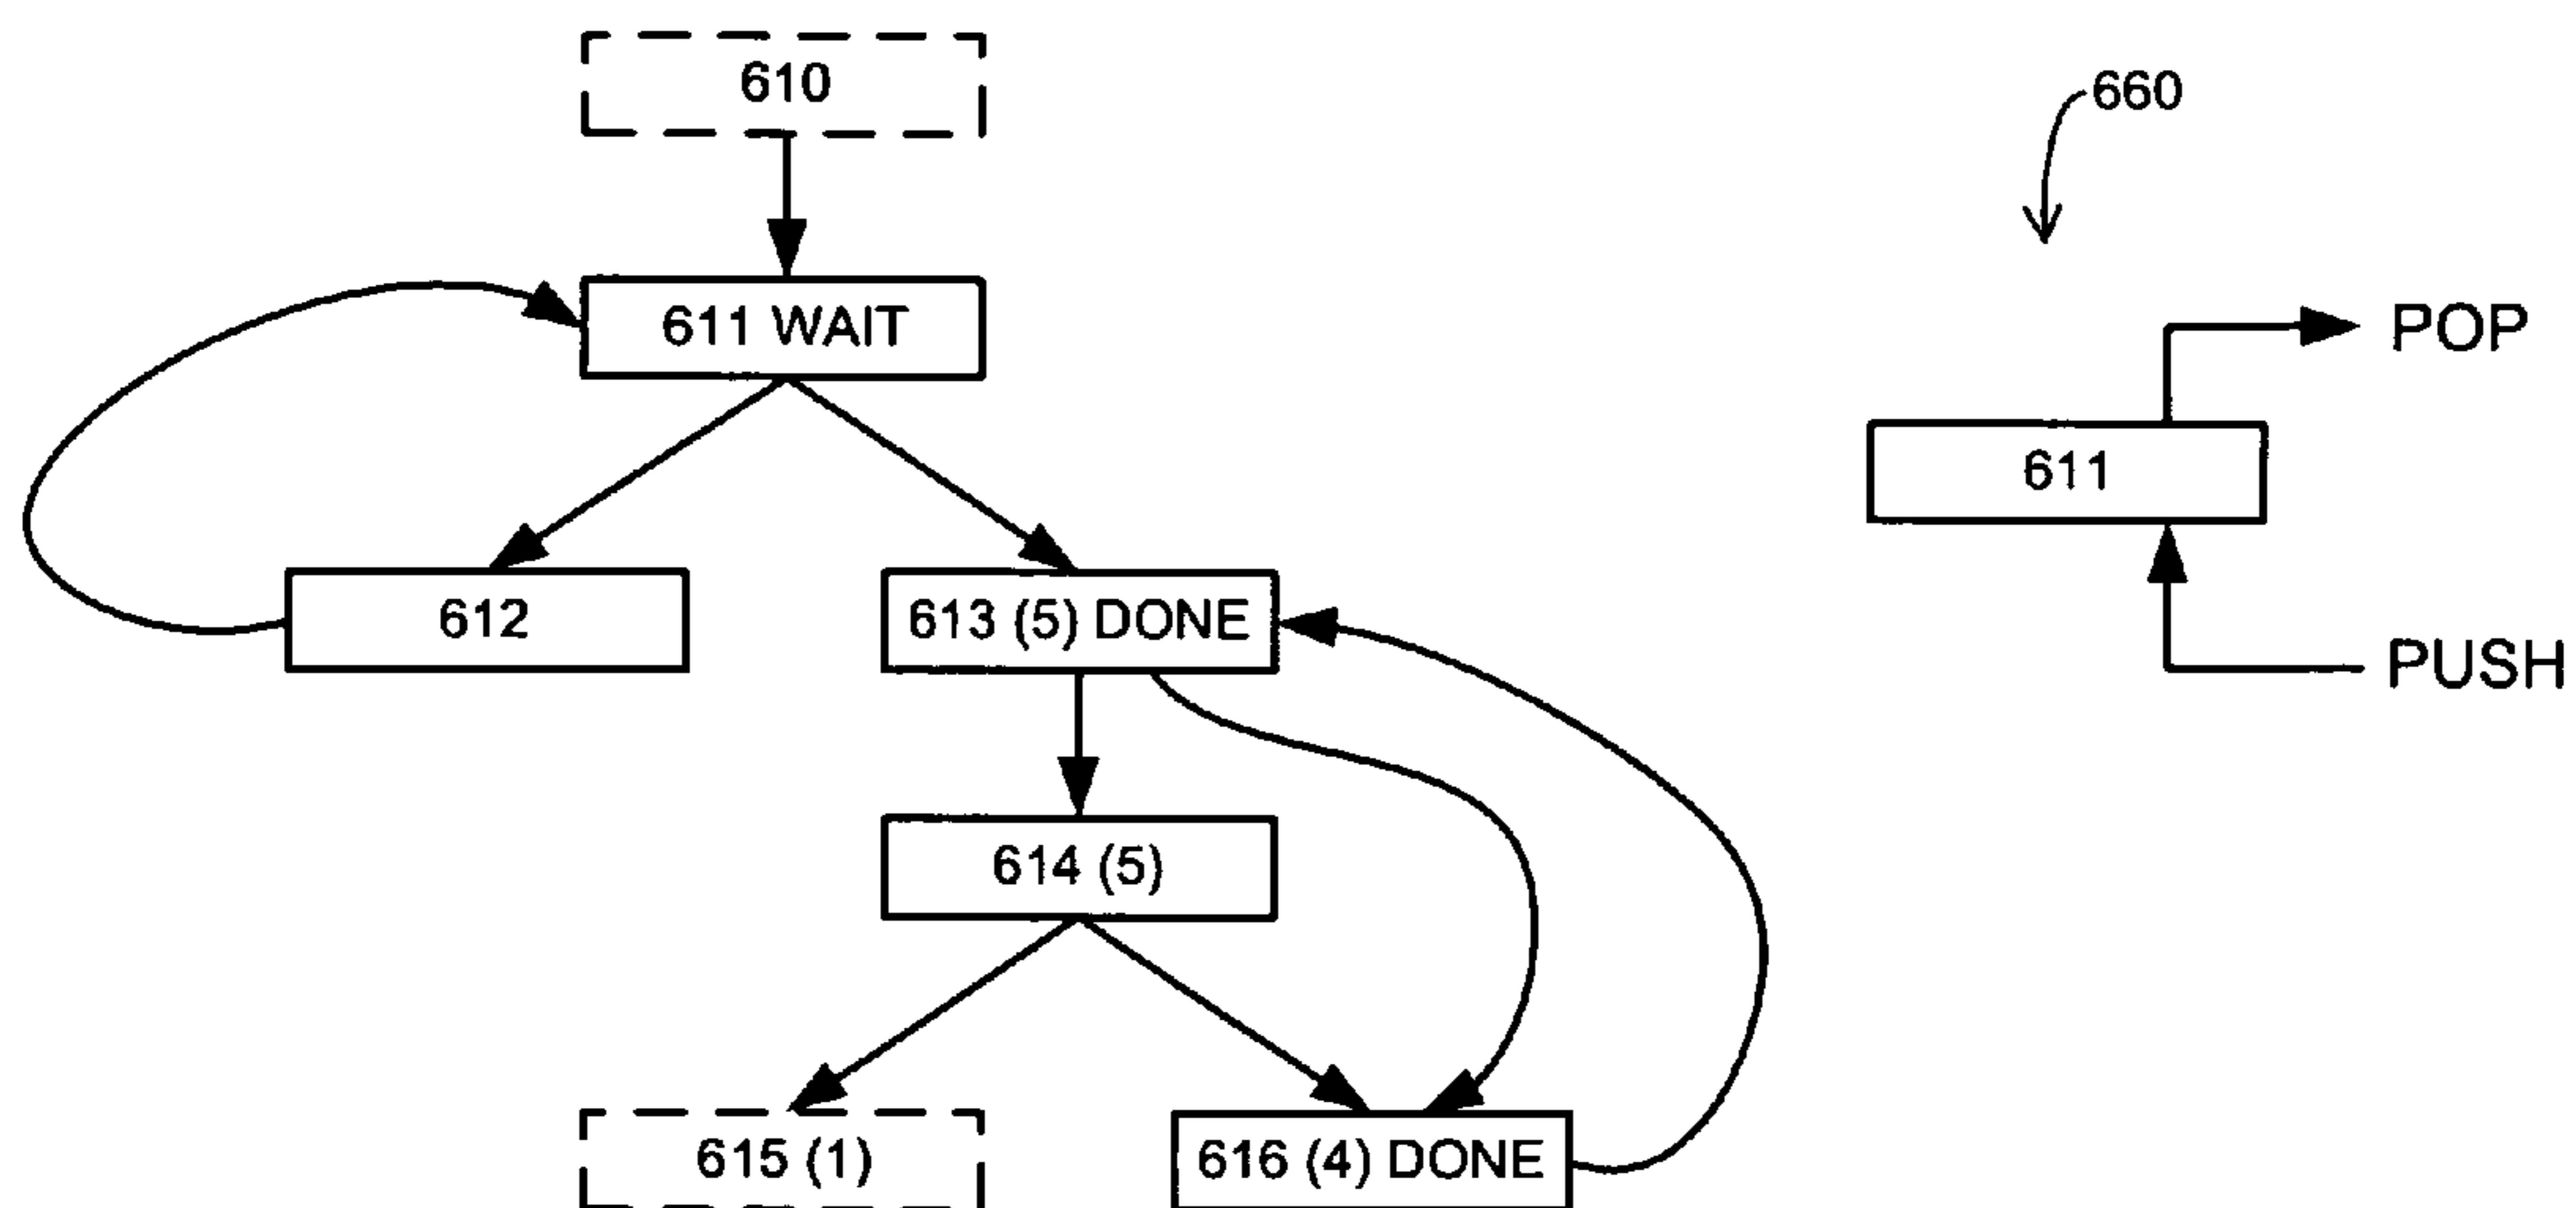 610
660
611 WAIT
POP
611
612
613 (5) DONE
PUSH
614 (5)
615 (1)
616 (4) DONE